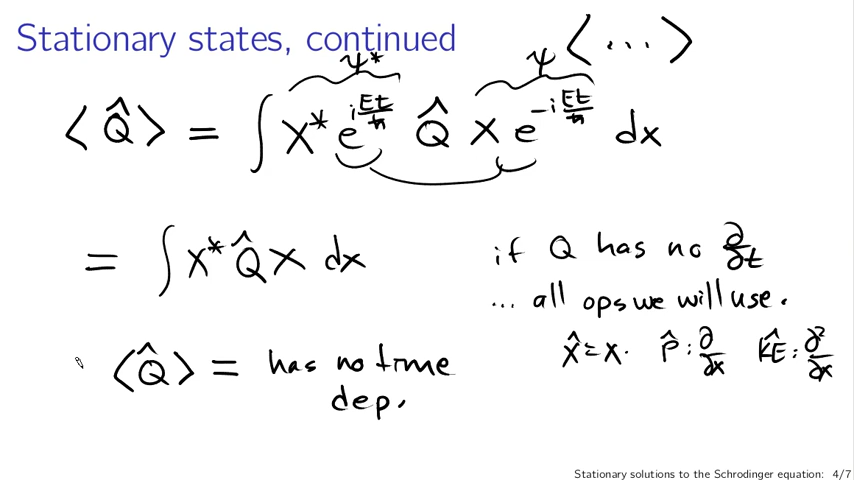 Stationary states, continued
ψ* ψ ⟨...⟩
⟨Q̂⟩ = ∫ X* e^{iEt/ħ} Q̂ X e^{-iEt/ħ} dx
= ∫ X* Q̂ X dx if Q has no ∂/∂t
... all ops we will use.
x̂ = x. P̂ : ∂/∂x K̂E : ∂²/∂x
⟨Q̂⟩ = has no time
dep.
Stationary solutions to the Schrodinger equation: 4/7